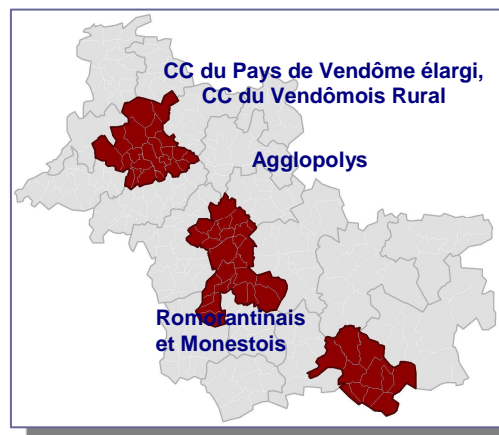 CC du Pays de Vendôme élargi,
CC du Vendômois Rural
Agglopolys
Romorantinais
et Monestois